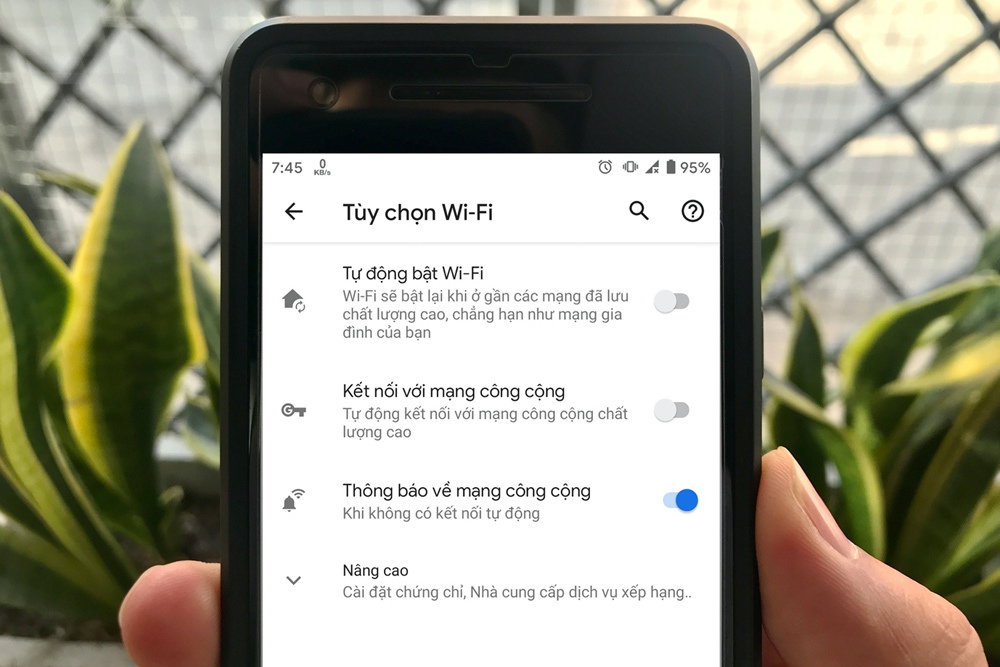 7:45 0 KB/s 95%
Tùy chọn Wi-Fi
Tự động bật Wi-Fi
Wi-Fi sẽ bật lại khi ở gần các mạng đã lưu
chất lượng cao, chẳng hạn như mạng gia
đình của bạn
Kết nối với mạng công cộng
Tự động kết nối với mạng công cộng chất
lượng cao
Thông báo về mạng công cộng
Khi không có kết nối tự động
Nâng cao
Cài đặt chứng chỉ, Nhà cung cấp dịch vụ xếp hạng..